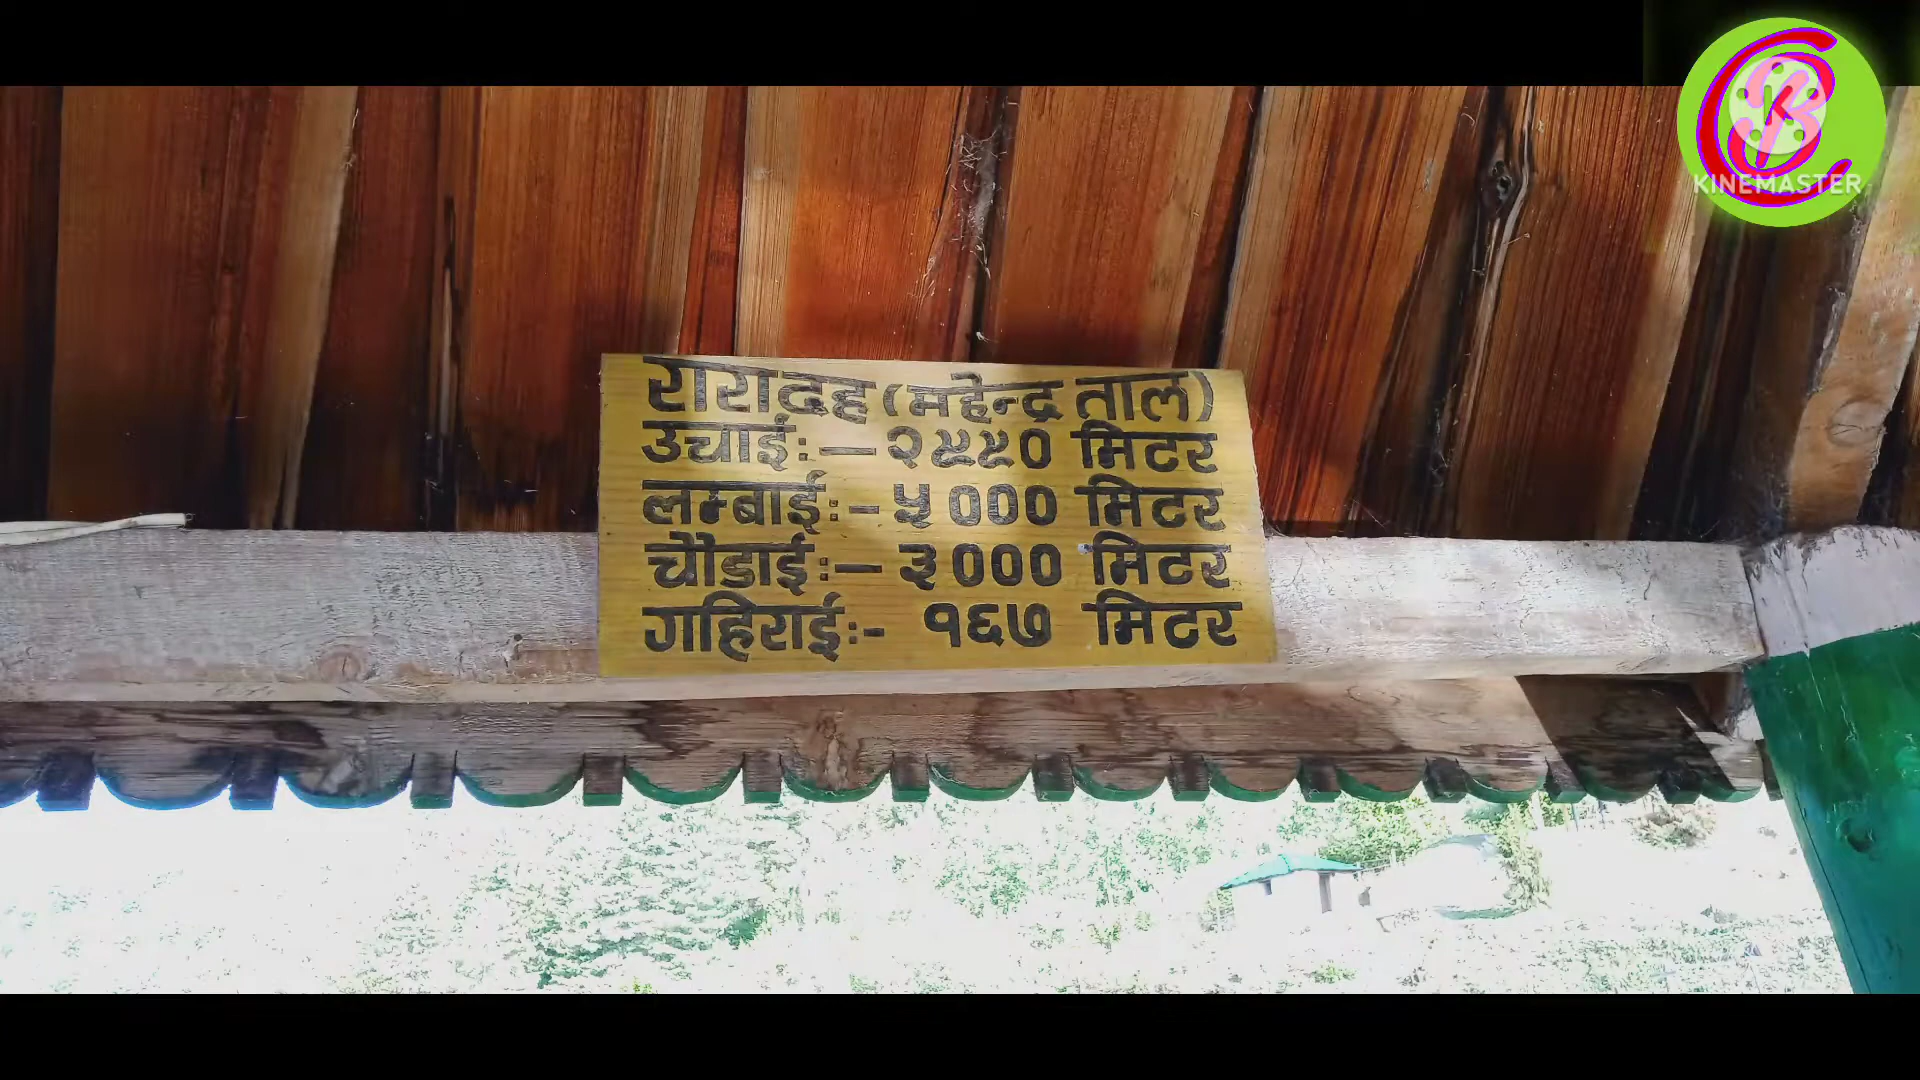 KINEMASTER
रारादह (महेन्द्र ताल)
उचाई:- २९९० मिटर
लम्बाई:- ५००० मिटर
चौडाई:- ३००० मिटर
गहिराई:- १६७ मिटर